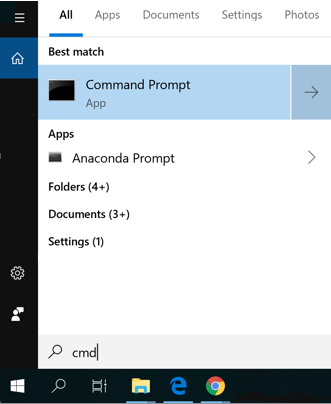 All Apps Documents Settings Photos
Best match
Command Prompt
App
Apps
Anaconda Prompt
Folders (4+)
Documents (3+)
Settings (1)
cmd